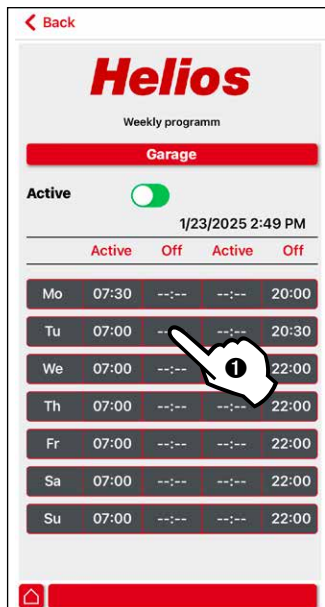 Back
Helios
Weekly programm
Garage
Active
1/23/2025 2:49 PM
Active Off Active Off
Mo 07:30 --:-- --:-- 20:00
Tu 07:00 -- 20:30
We 07:00 --:-- 22:00
Th 07:00 --:-- --:-- 22:00
Fr 07:00 --:-- --:-- 22:00
Sa 07:00 --:-- --:-- 22:00
Su 07:00 --:-- --:-- 22:00
1